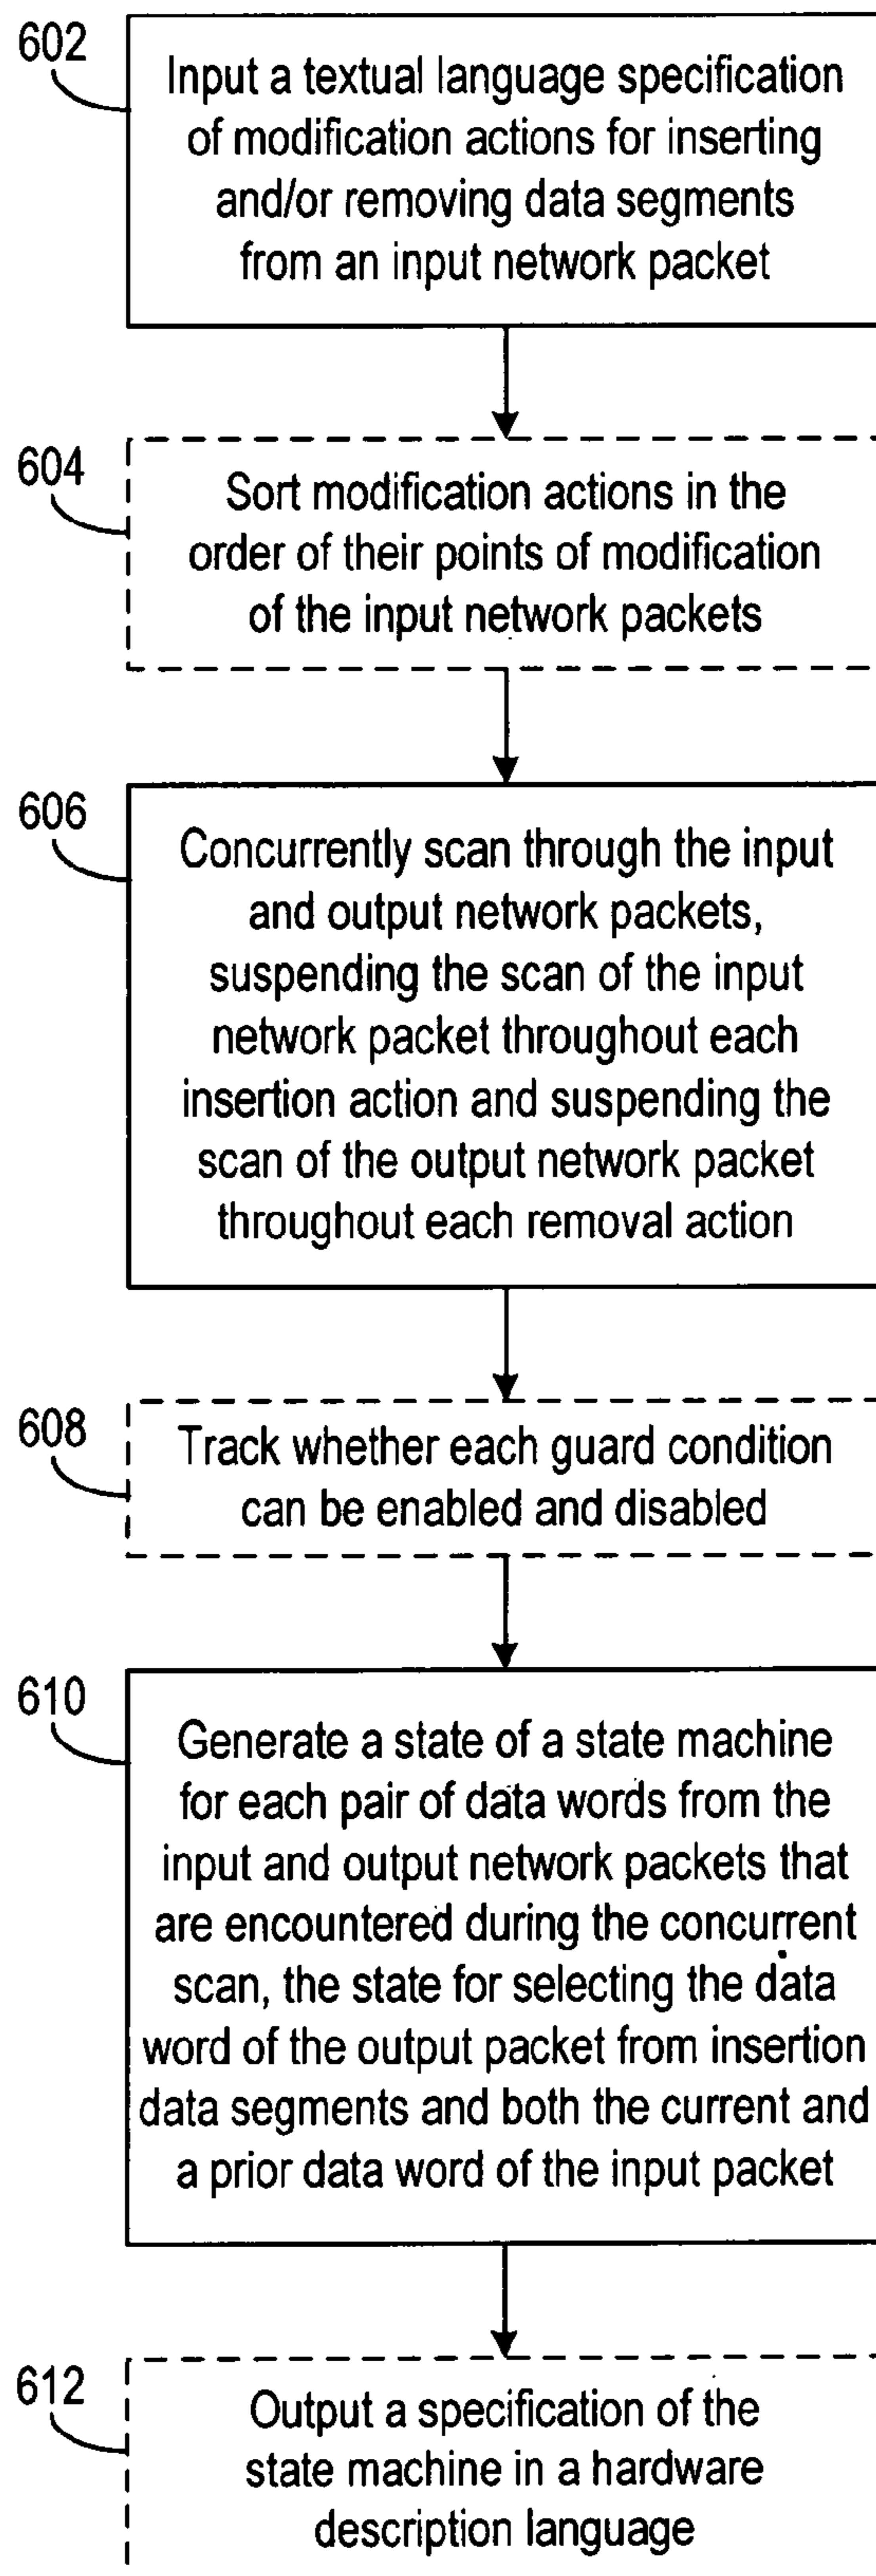 602
Input a textual language specification
of modification actions for inserting
and/or removing data segments
from an input network packet
604
Sort modification actions in the
order of their points of modification
of the input network packets
606
Concurrently scan through the input
and output network packets,
suspending the scan of the input
network packet throughout each
insertion action and suspending the
scan of the output network packet
throughout each removal action
608
Track whether each guard condition
can be enabled and disabled
610
Generate a state of a state machine
for each pair of data words from the
input and output network packets that
are encountered during the concurrent
scan, the state for selecting the data
word of the output packet from insertion
data segments and both the current and
a prior data word of the input packet
612
Output a specification of the
state machine in a hardware
description language